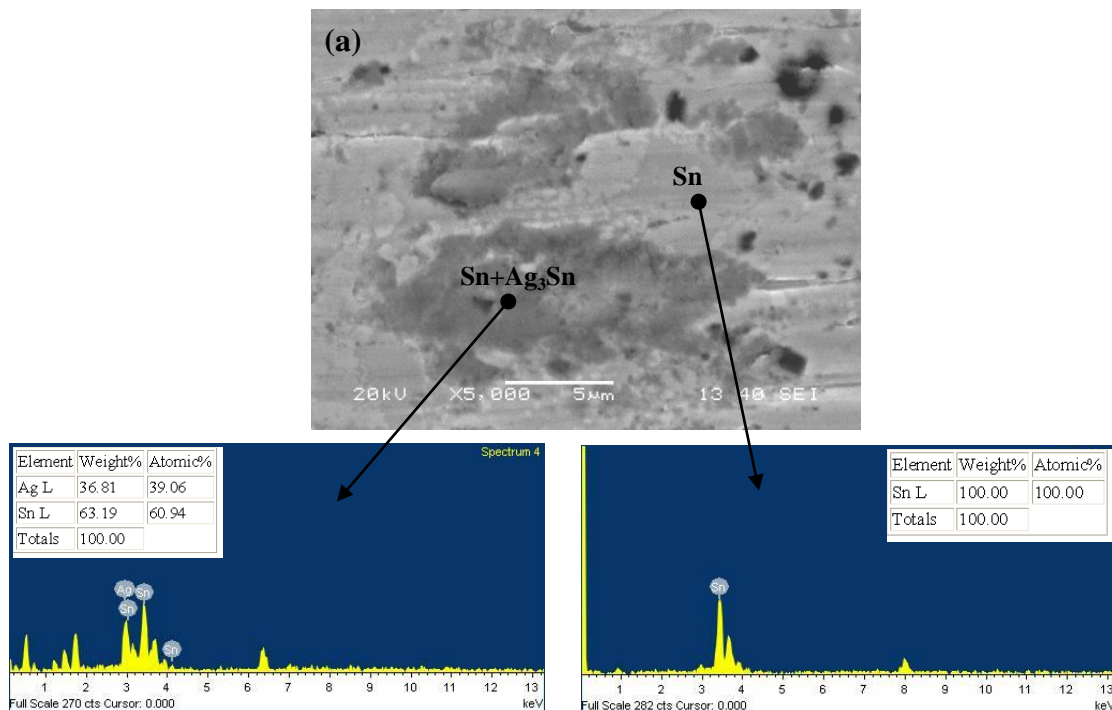 (a)
Sn
Sn+Ag₃Sn
20kV X5,000 5μm 13 40 SEI
Element Weight% Atomic%
Ag L 36.81 39.06
Sn L 63.19 60.94
Totals 100.00
Spectrum 4
Ag Sn
Sn
Sn
1 2 3 4 5 6 7 8 9 10 11 12 13
Full Scale 270 cts Cursor: 0.000 keV
Element Weight% Atomic%
Sn L 100.00 100.00
Totals 100.00
Sn
1 2 3 4 5 6 7 8 9 10 11 12 13
Full Scale 282 cts Cursor: 0.000 keV